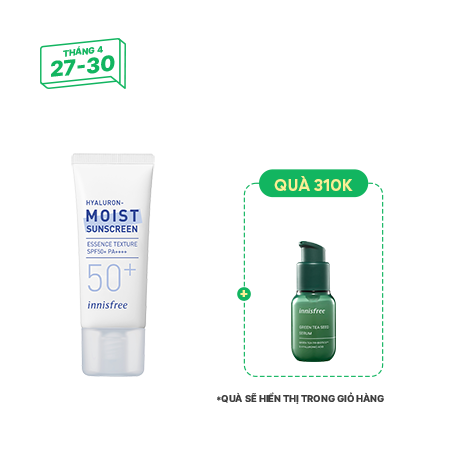 THÁNG 4
27-30
HYALURON-
MOIST
SUNSCREEN
ESSENCE TEXTURE
SPF50+ PA++++
50+
innisfree
QUÀ 310K
+
innisfree
GREEN TEA SEED
SERUM
*QUÀ SẼ HIỂN THỊ TRONG GIỎ HÀNG